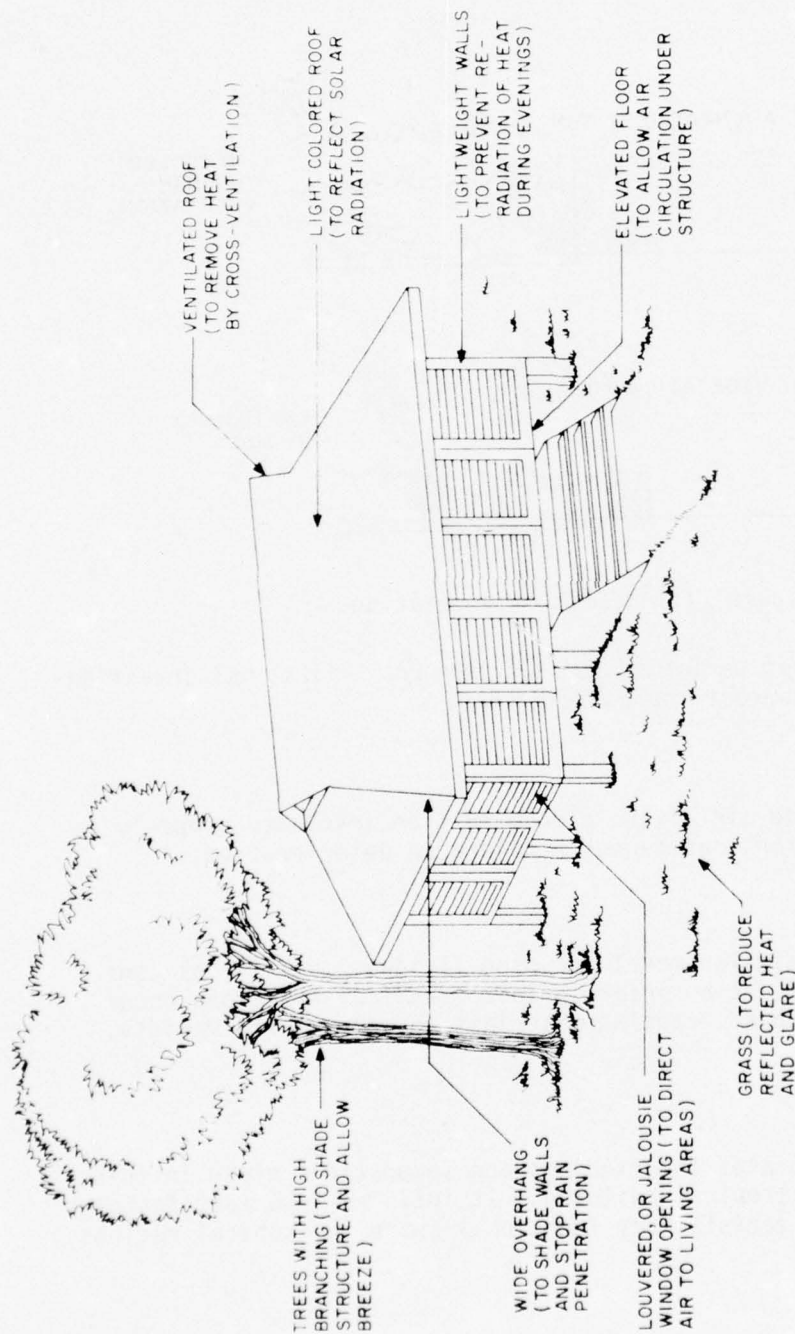 VENTILATED ROOF
(TO REMOVE HEAT
BY CROSS-VENTILATION)
LIGHT COLORED ROOF
(TO REFLECT SOLAR
RADIATION)
LIGHTWEIGHT WALLS
(TO PREVENT RE-
RADIATION OF HEAT
DURING EVENINGS)
ELEVATED FLOOR
(TO ALLOW AIR
CIRCULATION UNDER
STRUCTURE)
TREES WITH HIGH
BRANCHING (TO SHADE
STRUCTURE AND ALLOW
BREEZE)
WIDE OVERHANG
(TO SHADE WALLS
AND STOP RAIN
PENETRATION)
LOUVERED, OR JALOUSIE
WINDOW OPENING (TO DIRECT
AIR TO LIVING AREAS)
GRASS (TO REDUCE
REFLECTED HEAT
AND GLARE)